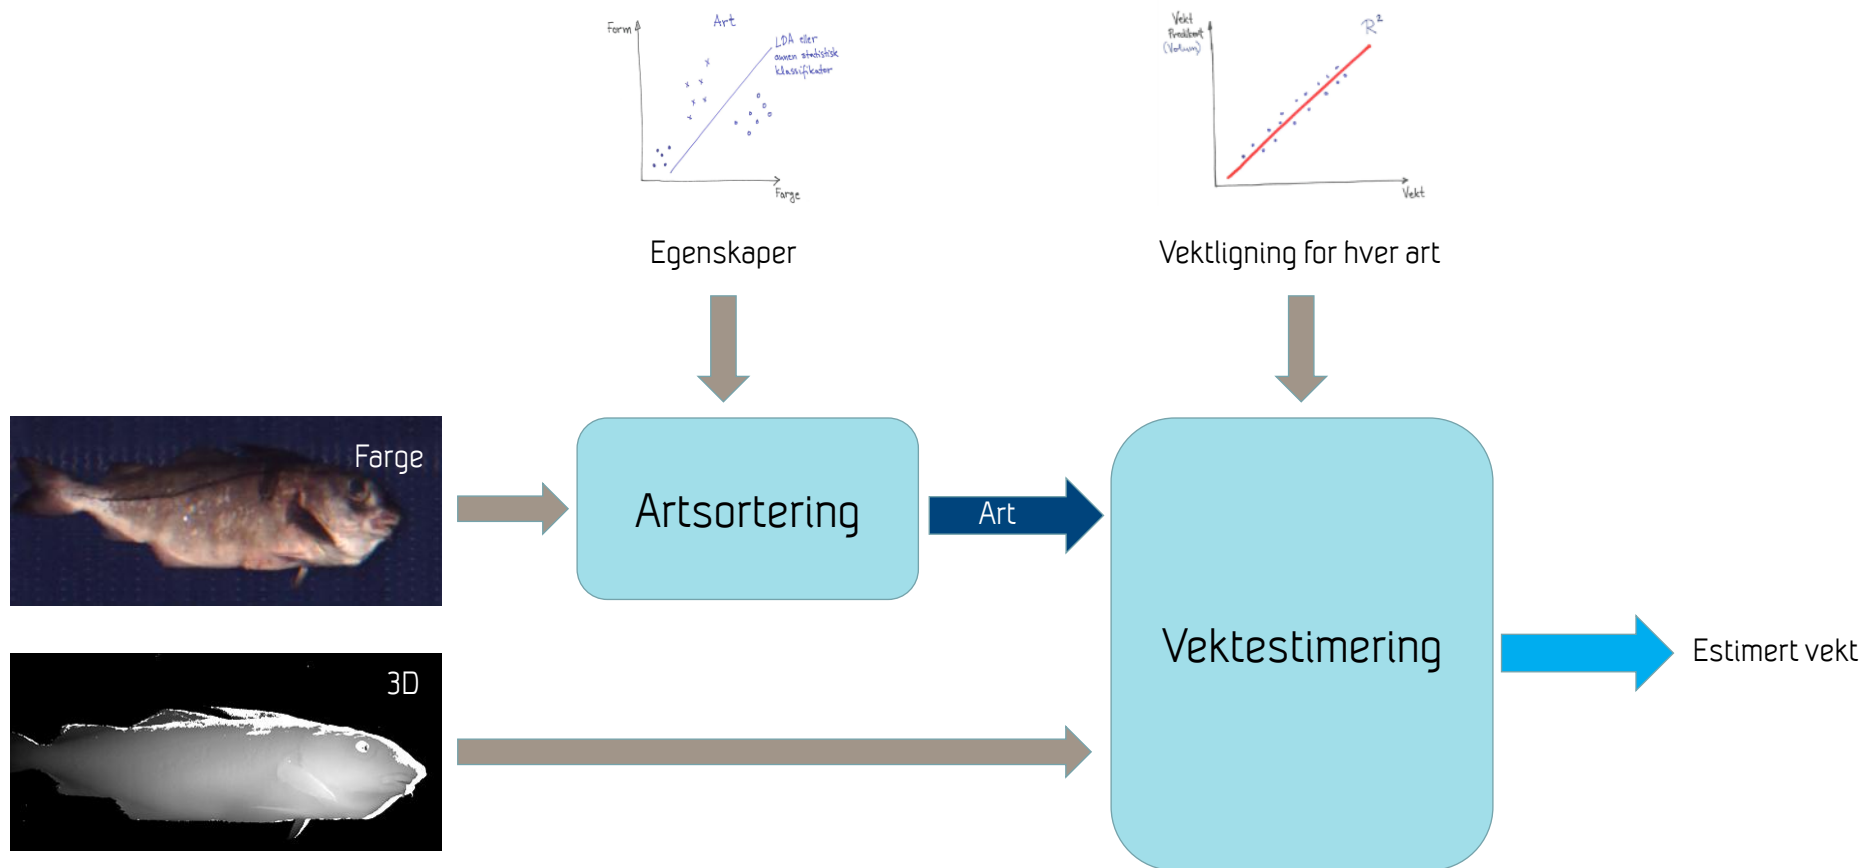 Form
Art
LDA eller
annen statistisk
klassifikator
Farge
Vekt
Predikert
(Volum)
R²
Vekt
Egenskaper
Vektligning for hver art
Farge
Artsortering
Art
3D
Vektestimering
Estimert vekt